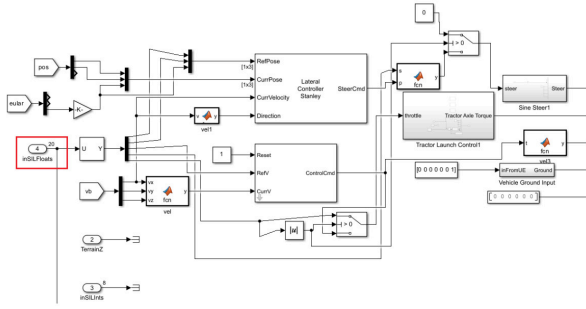 0
> 0
pos
RefPose
[1x3]
CurrPose
[1x3]
CurrVelocity
Direction
Lateral
Controller
Stanley
SteerCmd
s
p
fcn
y
steer
steer
Sine Steer1
eular
-K-
v
y
vel1
throttle
Tractor Axle Torque
Tractor Launch Control1
4
20
inSILFloats
U
Y
1
Reset
RefV
CurrV
ControlCmd
t
fcn
y
vel3
vb
vx
vy
vz
fcn
y
vel
[0 0 0 0 0 0 1]
inFromUE
Ground
Vehicle Ground Input
[0 0 0 0 0 0]
|u|
> 0
2
TerrainZ
3
8
inSILInts